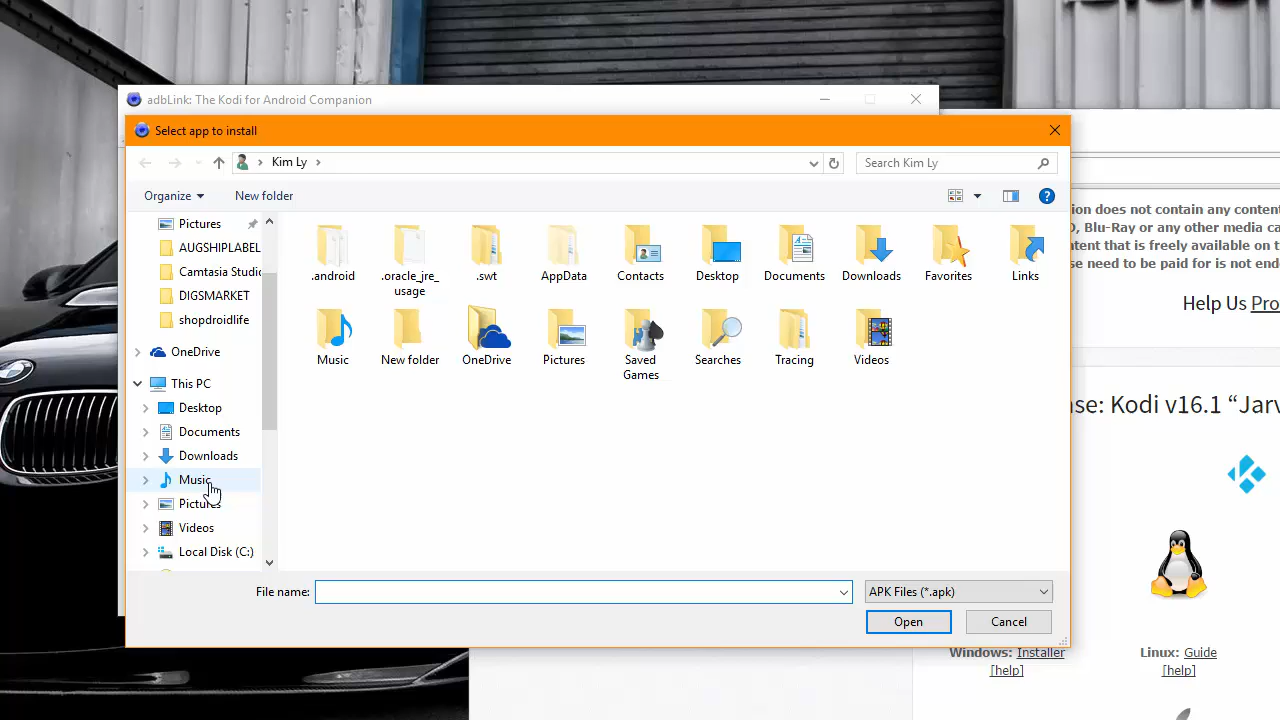 adbLink: The Kodi for Android Companion
Select app to install
Kim Ly
Search Kim Ly
Organize
New folder
Pictures
AUGSHIPLABEL
Camtasia Studio
DIGSMARKET
shopdroidlife
OneDrive
This PC
Desktop
Documents
Downloads
Music
Pictures
Videos
Local Disk (C:)
.android
.oracle_jre_
usage
.swt
AppData
Contacts
Desktop
Documents
Downloads
Favorites
Links
Music
New folder
OneDrive
Pictures
Saved
Games
Searches
Tracing
Videos
File name:
APK Files (*.apk)
Open
Cancel
ion does not contain any content
D, Blu-Ray or any other media ca
tent that is freely available on t
se need to be paid for is not end
Help Us Pro
ase: Kodi v16.1 “Jarv
Windows: Installer
[help]
Linux: Guide
[help]